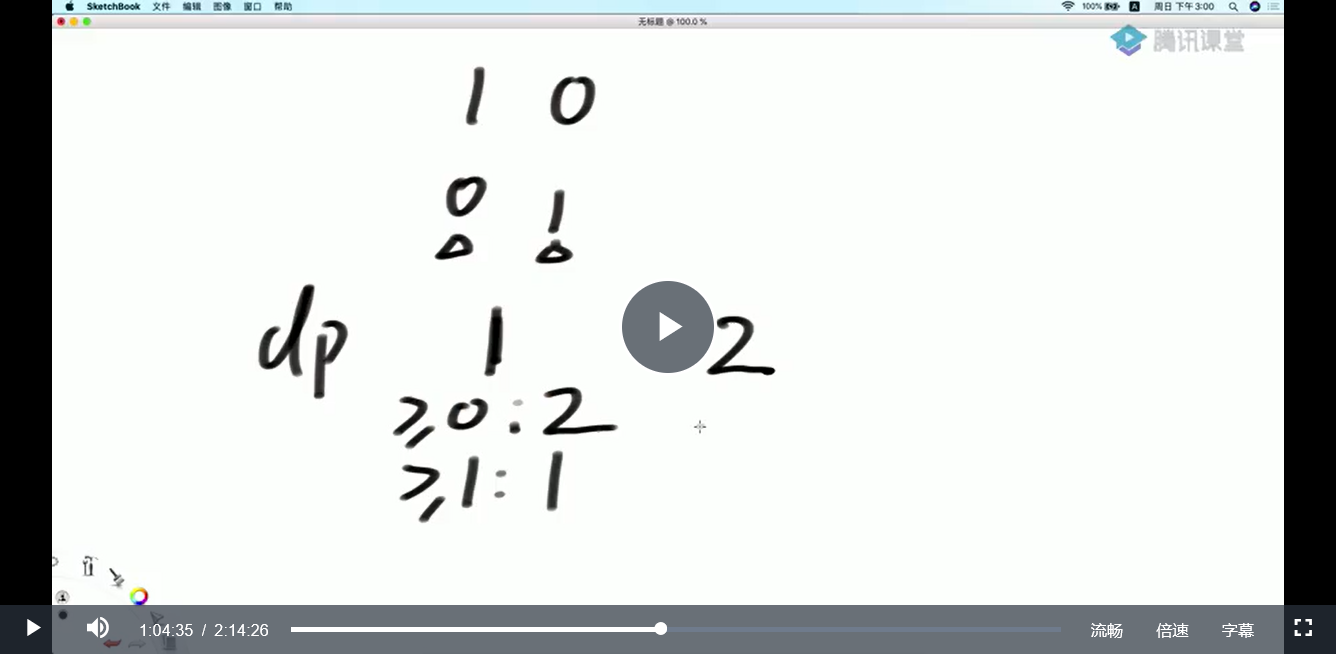 SketchBook 文件 编辑 图像 窗口 帮助 100% A 周日 下午3:00
无标题 @ 100.0 %
腾讯课堂
1 0
0 1
dp 1 2
≥0:2
≥1:1
1:04:35 / 2:14:26 流畅 倍速 字幕